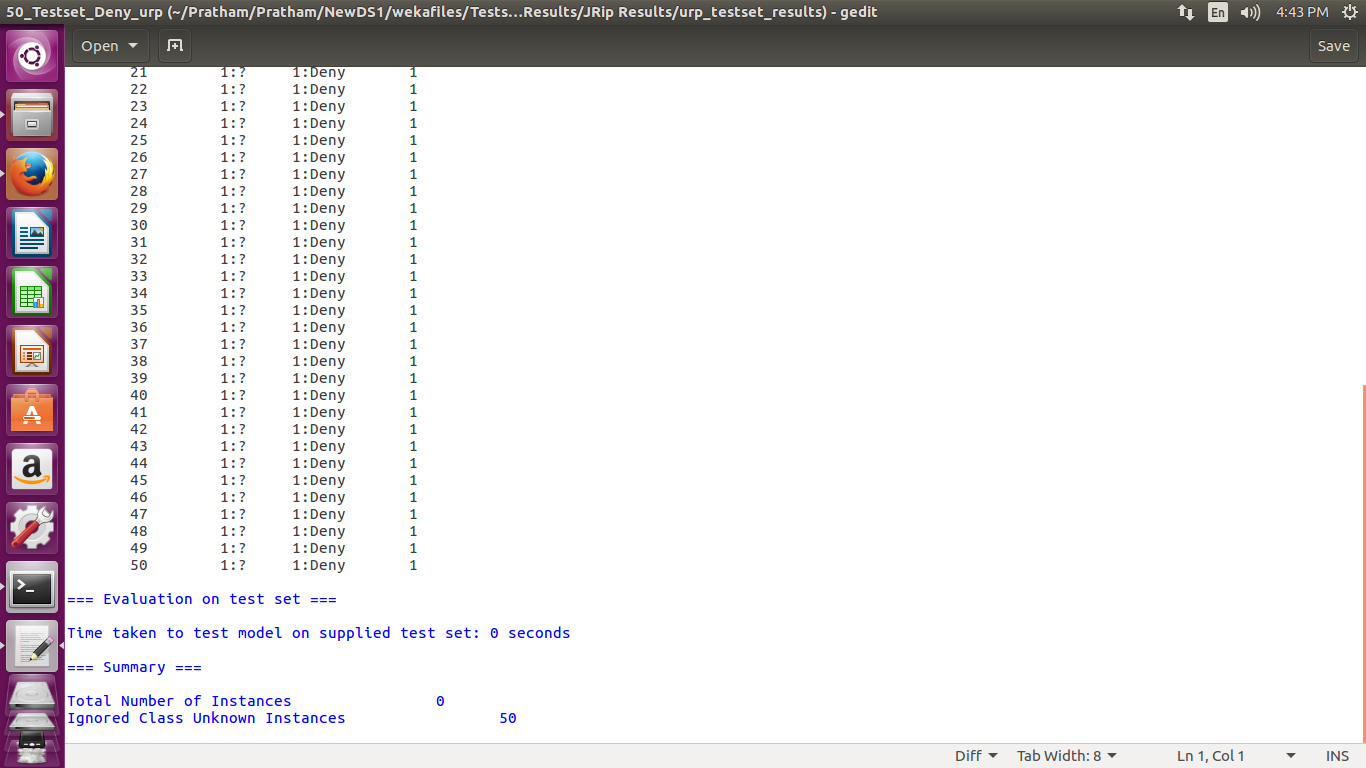 50_Testset_Deny_urp (~/Pratham/Pratham/NewDS1/wekafiles/Tests...Results/JRip Results/urp_testset_results) - gedit
En
4:43 PM
Open
Save
21 1:? 1:Deny 1
22 1:? 1:Deny 1
23 1:? 1:Deny 1
24 1:? 1:Deny 1
25 1:? 1:Deny 1
26 1:? 1:Deny 1
27 1:? 1:Deny 1
28 1:? 1:Deny 1
29 1:? 1:Deny 1
30 1:? 1:Deny 1
31 1:? 1:Deny 1
32 1:? 1:Deny 1
33 1:? 1:Deny 1
34 1:? 1:Deny 1
35 1:? 1:Deny 1
36 1:? 1:Deny 1
37 1:? 1:Deny 1
38 1:? 1:Deny 1
39 1:? 1:Deny 1
40 1:? 1:Deny 1
41 1:? 1:Deny 1
42 1:? 1:Deny 1
43 1:? 1:Deny 1
44 1:? 1:Deny 1
45 1:? 1:Deny 1
46 1:? 1:Deny 1
47 1:? 1:Deny 1
48 1:? 1:Deny 1
49 1:? 1:Deny 1
50 1:? 1:Deny 1
=== Evaluation on test set ===
Time taken to test model on supplied test set: 0 seconds
=== Summary ===
Total Number of Instances 0
Ignored Class Unknown Instances 50
Diff
Tab Width: 8
Ln 1, Col 1
INS